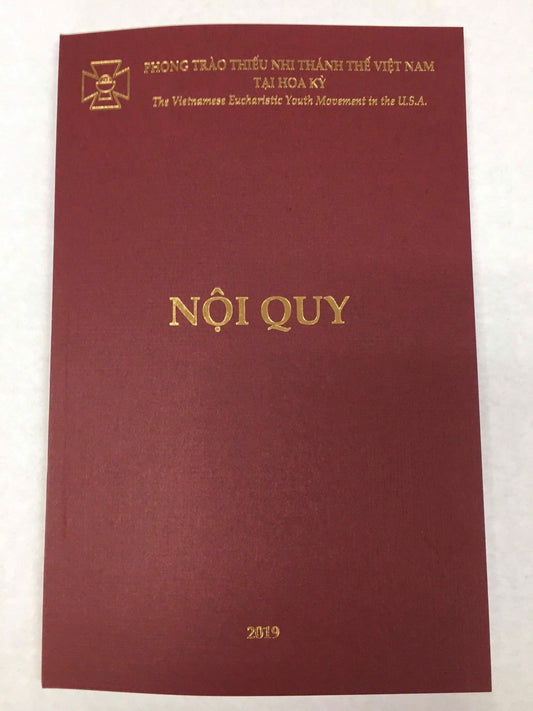 PHONG TRÀO THIẾU NHI THÁNH THỂ VIỆT NAM
TẠI HOA KỲ
The Vietnamese Eucharistic Youth Movement in the U.S.A.
NỘI QUY
2019